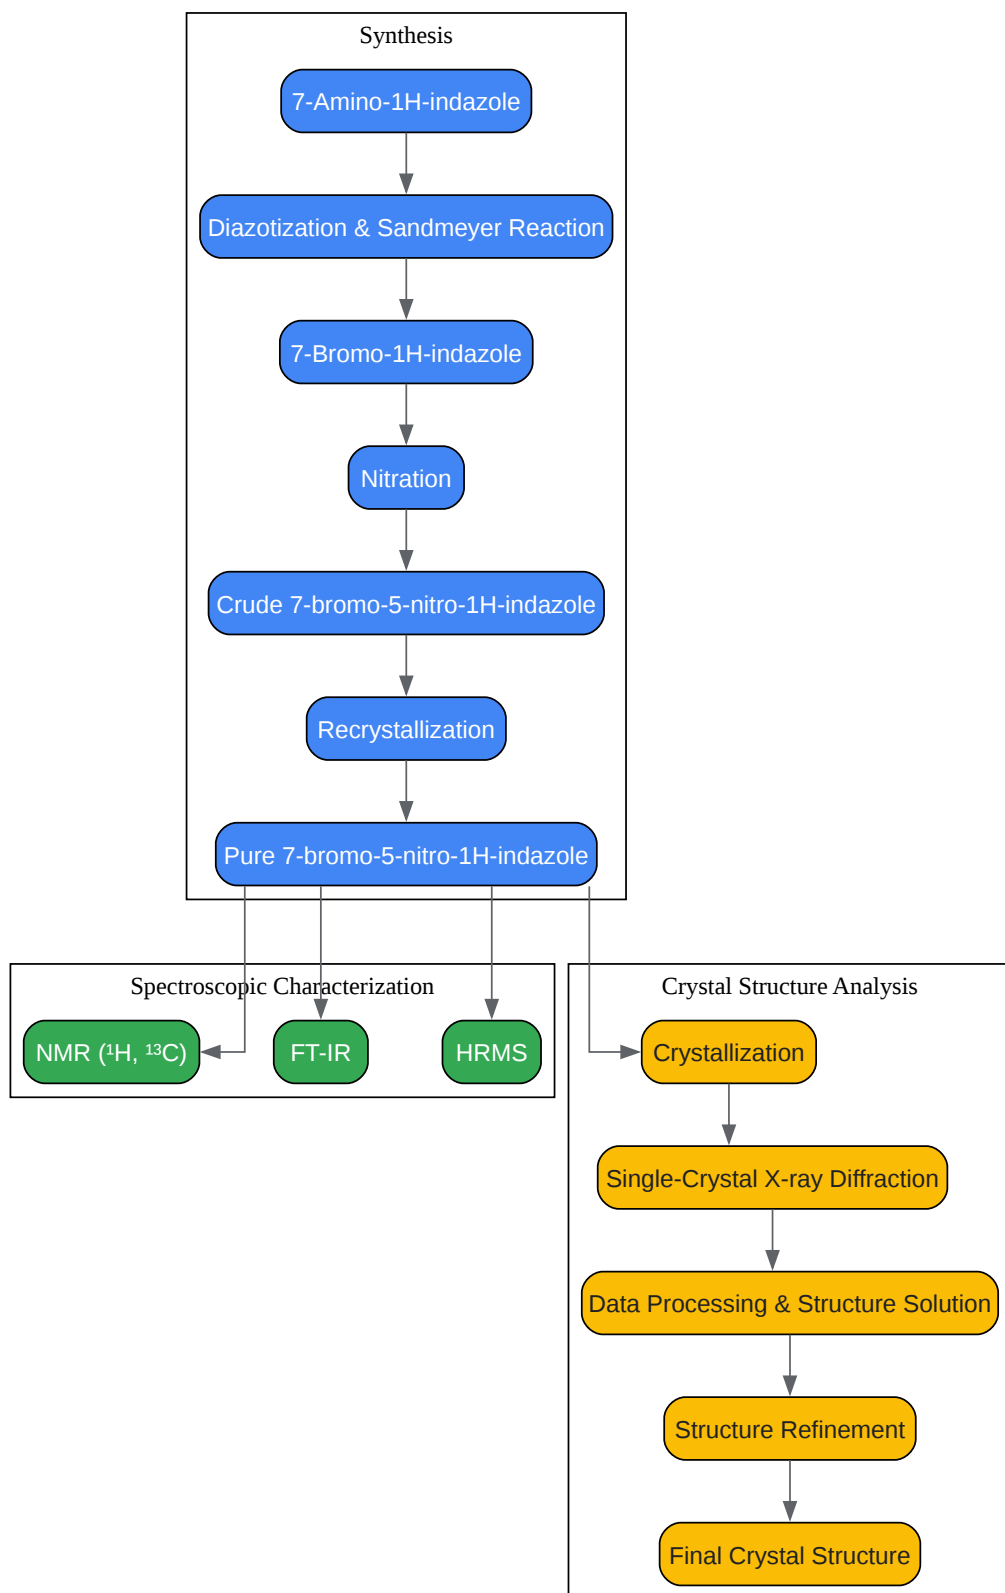 Synthesis
7-Amino-1H-indazole
Diazotization & Sandmeyer Reaction
7-Bromo-1H-indazole
Nitration
Crude 7-bromo-5-nitro-1H-indazole
Recrystallization
Pure 7-bromo-5-nitro-1H-indazole
Spectroscopic Characterization
NMR (¹H, ¹³C)
FT-IR
HRMS
Crystal Structure Analysis
Crystallization
Single-Crystal X-ray Diffraction
Data Processing & Structure Solution
Structure Refinement
Final Crystal Structure